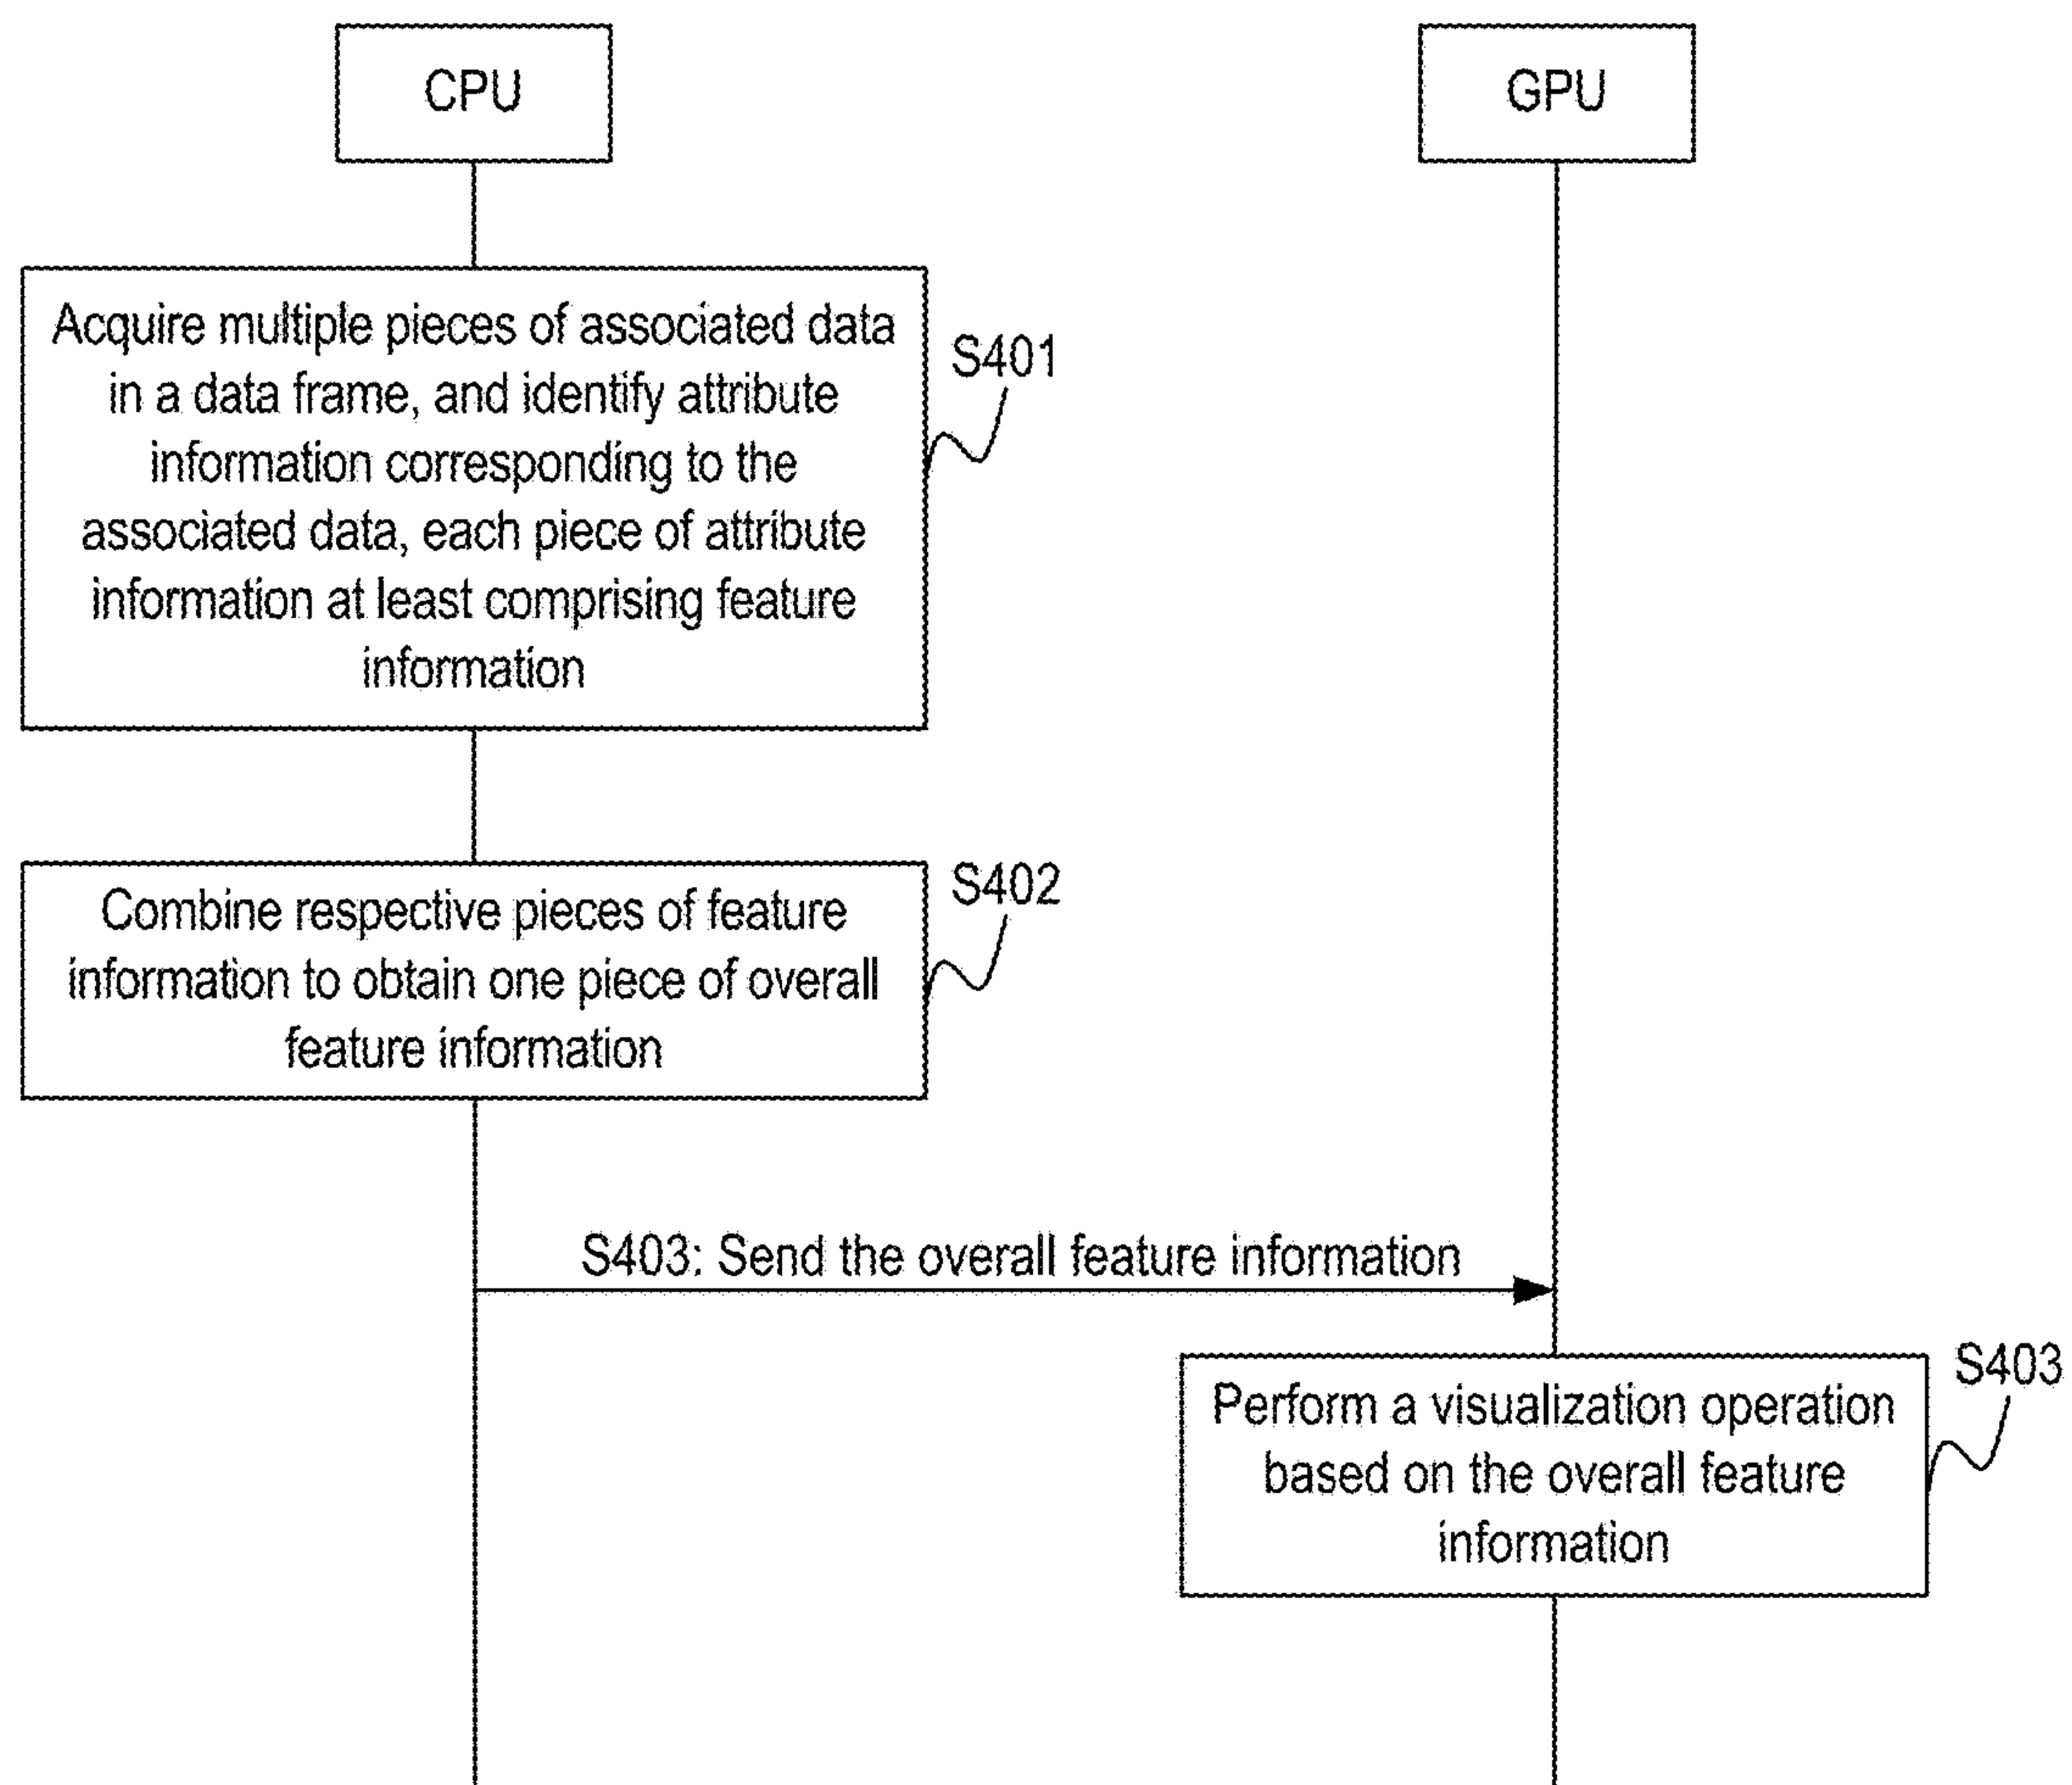 CPU
GPU
Acquire multiple pieces of associated data
in a data frame, and identify attribute
information corresponding to the
associated data, each piece of attribute
information at least comprising feature
information
S401
Combine respective pieces of feature
information to obtain one piece of overall
feature information
S402
S403: Send the overall feature information
Perform a visualization operation
based on the overall feature
information
S403